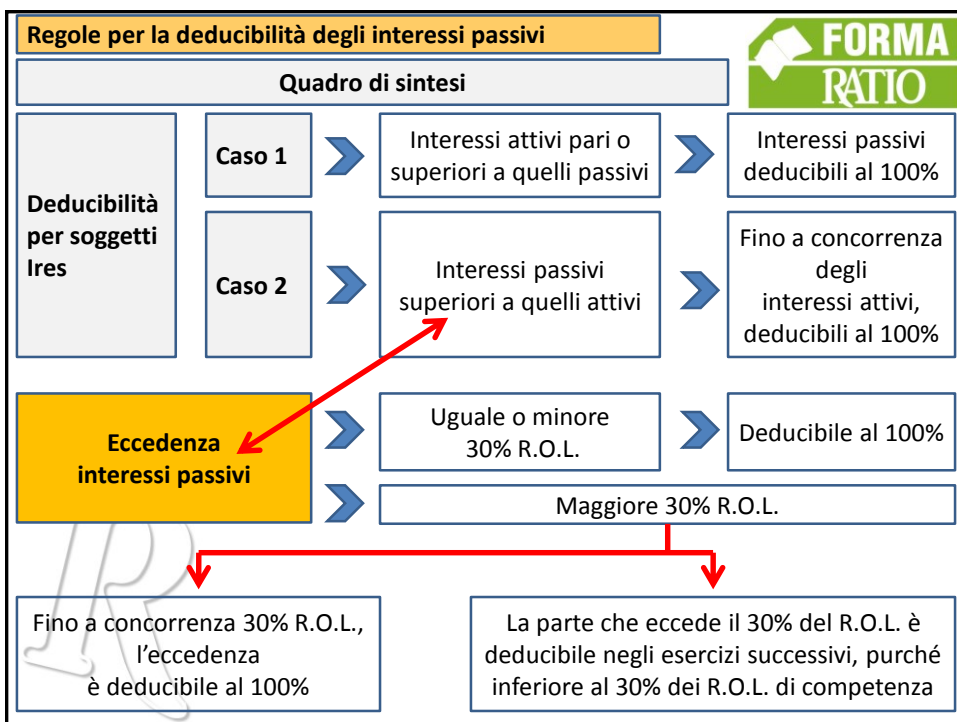 Regole per la deducibilità degli interessi passivi
FORMA
RATIO
Quadro di sintesi
Deducibilità
per soggetti
Ires
Caso 1
Interessi attivi pari o
superiori a quelli passivi
Interessi passivi
deducibili al 100%
Caso 2
Interessi passivi
superiori a quelli attivi
Fino a concorrenza
degli
interessi attivi,
deducibili al 100%
Eccedenza
interessi passivi
Uguale o minore
30% R.O.L.
Deducibile al 100%
Maggiore 30% R.O.L.
Fino a concorrenza 30% R.O.L.,
l’eccedenza
è deducibile al 100%
La parte che eccede il 30% del R.O.L. è
deducibile negli esercizi successivi, purché
inferiore al 30% dei R.O.L. di competenza
R